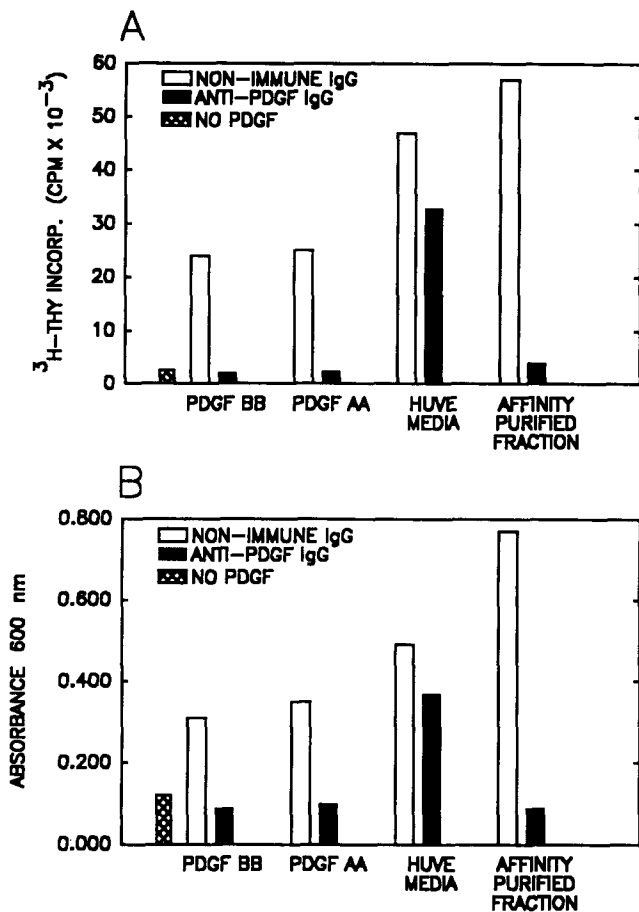 A
³H-THY INCORP. (CPM X 10⁻³)
60
50
40
30
20
10
0
NON-IMMUNE IgG
ANTI-PDGF IgG
NO PDGF
PDGF BB
PDGF AA
HUVE MEDIA
AFFINITY PURIFIED FRACTION
B
ABSORBANCE 600 nm
0.800
0.600
0.400
0.200
0.000
NON-IMMUNE IgG
ANTI-PDGF IgG
NO PDGF
PDGF BB
PDGF AA
HUVE MEDIA
AFFINITY PURIFIED FRACTION